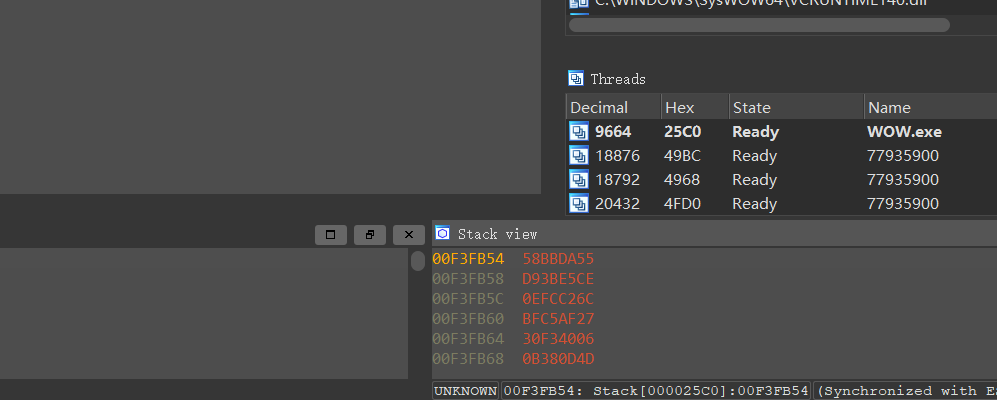 C:\WINDOWS\SysWOW64\VCRUNTIME140.dll
Threads
Decimal Hex State Name
9664 25C0 Ready WOW.exe
18876 49BC Ready 77935900
18792 4968 Ready 77935900
20432 4FD0 Ready 77935900
Stack view
00F3FB54 58BBDA55
00F3FB58 D93BE5CE
00F3FB5C 0EFCC26C
00F3FB60 BFC5AF27
00F3FB64 30F34006
00F3FB68 0B380D4D
UNKNOWN 00F3FB54: Stack[000025C0]:00F3FB54 (Synchronized with E